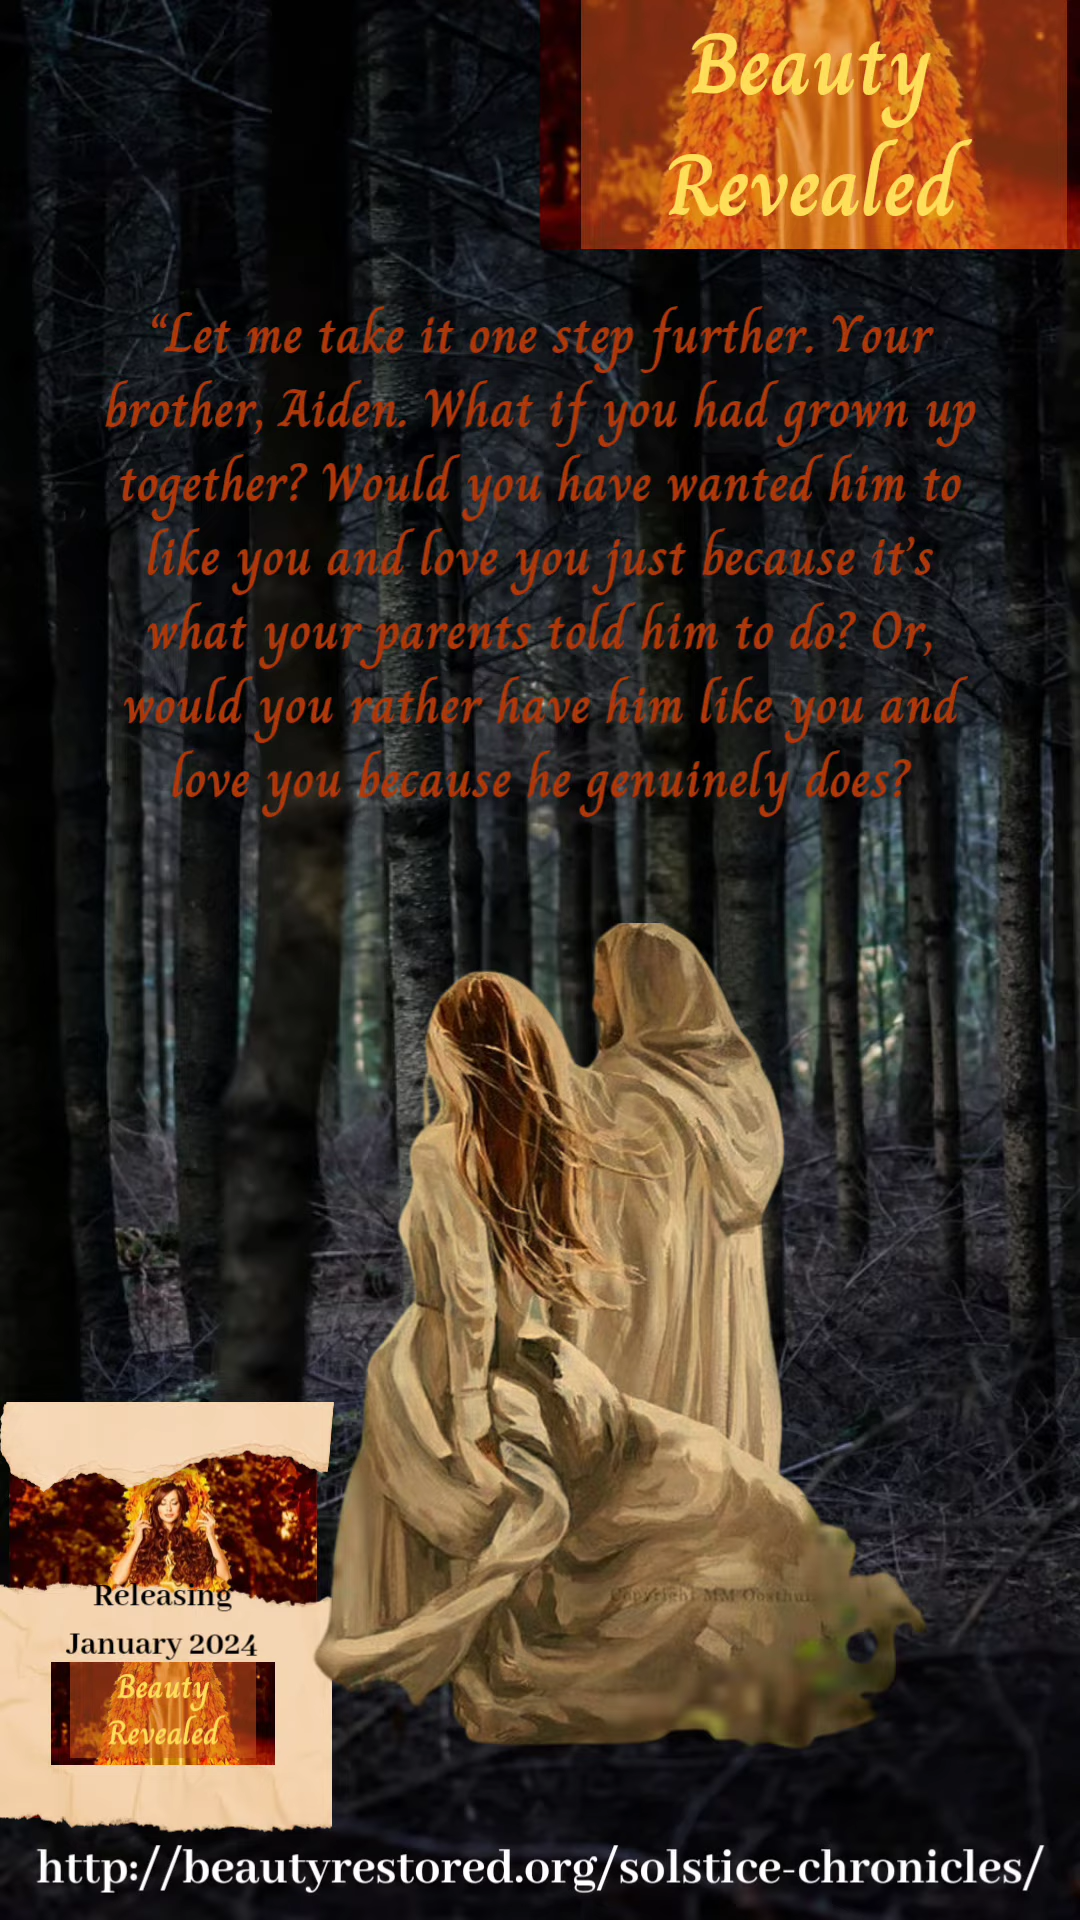 Beauty
Revealed
“Let me take it one step further. Your
brother, Aiden. What if you had grown up
together? Would you have wanted him to
like you and love you just because it’s
what your parents told him to do? Or,
would you rather have him like you and
love you because he genuinely does?
Copyright MM
Releasing
January 2024
Beauty
Revealed
http://beautyrestored.org/solstice-chronicles/